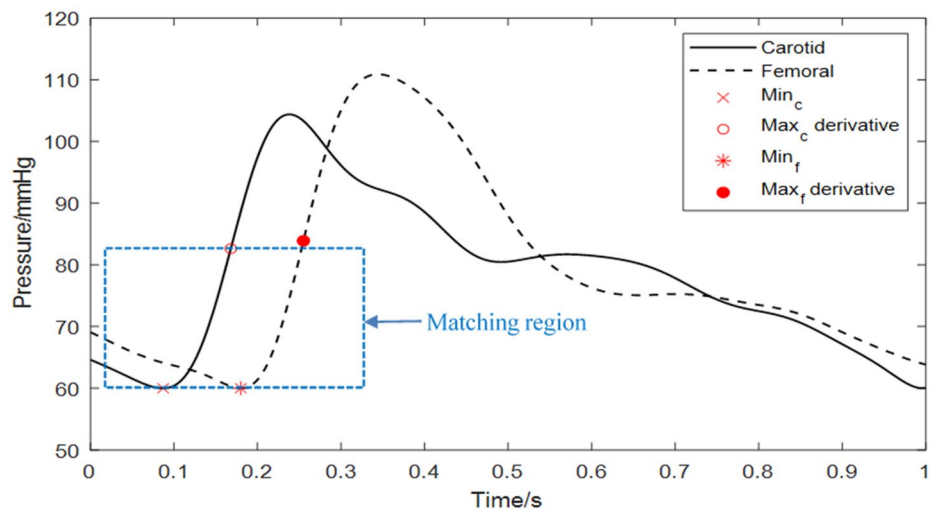 120
110
100
90
80
70
60
50
Pressure/mmHg
Carotid
Femoral
Min_c
Max_c derivative
Min_f
Max_f derivative
Matching region
0 0.1 0.2 0.3 0.4 0.5 0.6 0.7 0.8 0.9 1
Time/s